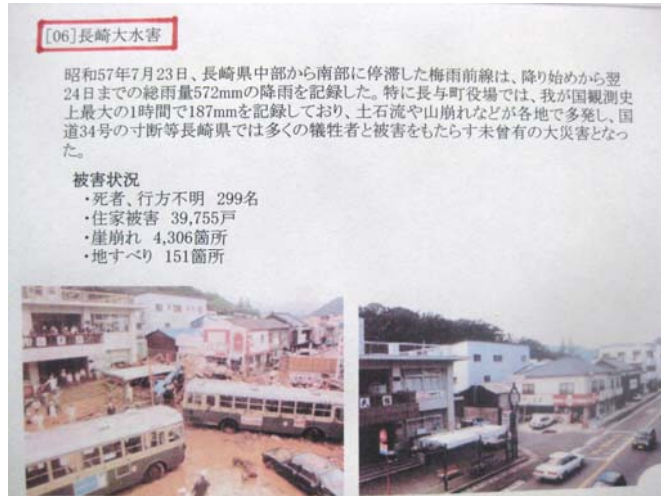 [06]長崎大水害
昭和57年7月23日、長崎県中部から南部に停滞した梅雨前線は、降り始めから翌
24日までの総雨量572mmの降雨を記録した。特に長与町役場では、我が国観測史
上最大の1時間で187mmを記録しており、土石流や山崩れなどが各地で多発し、国
道34号の寸断等長崎県では多くの犠牲者と被害をもたらす未曾有の大災害となっ
た。
被害状況
・死者、行方不明 299名
・住家被害 39,755戸
・崖崩れ 4,306箇所
・地すべり 151箇所